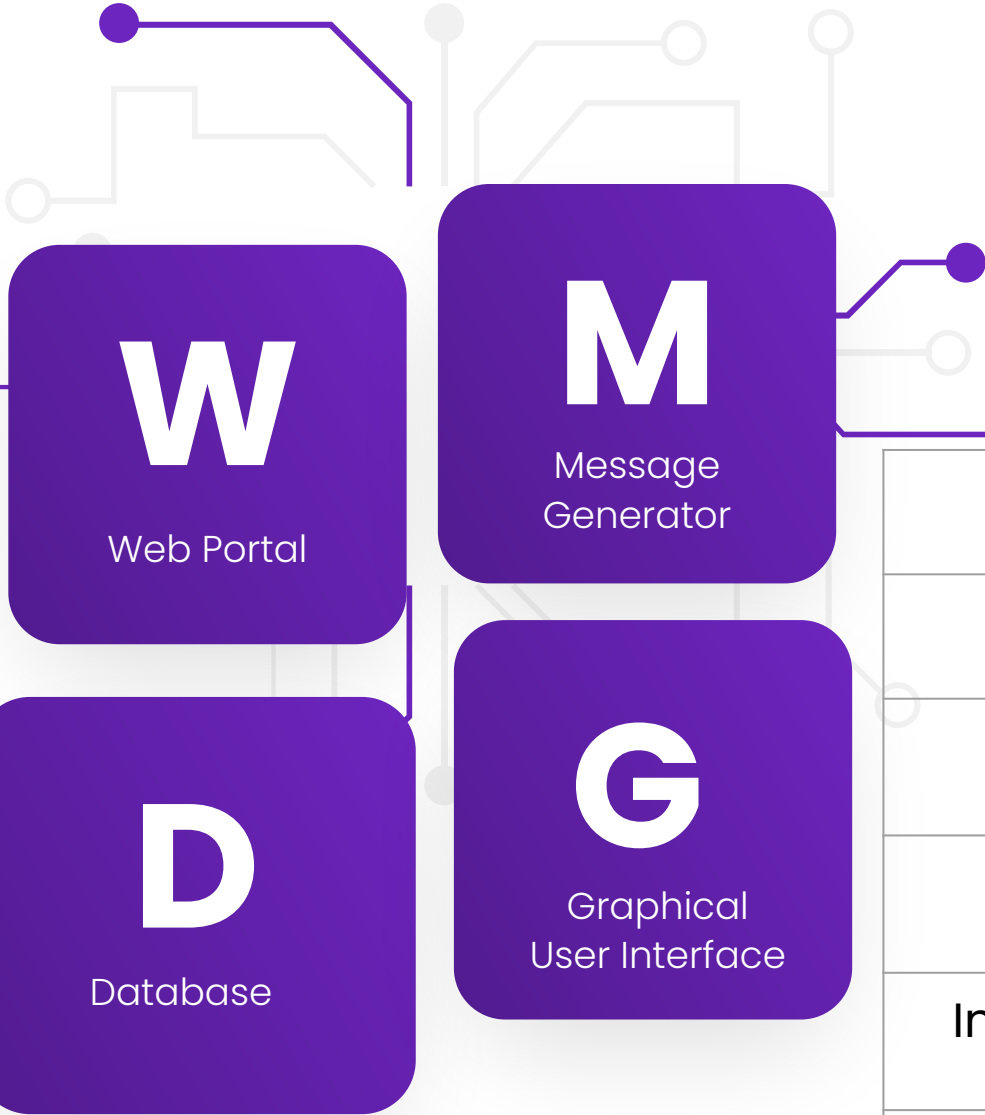 W
Web Portal
M
Message
Generator
D
Database
G
Graphical
User Interface